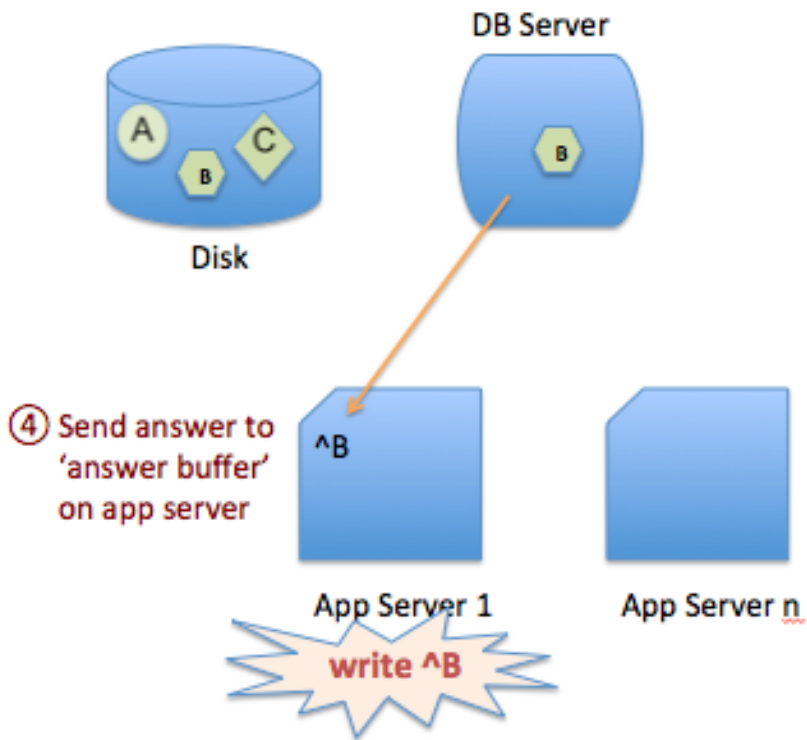 DB Server
A
B
C
B
Disk
④ Send answer to
‘answer buffer’
on app server
^B
App Server 1
App Server n
write ^B